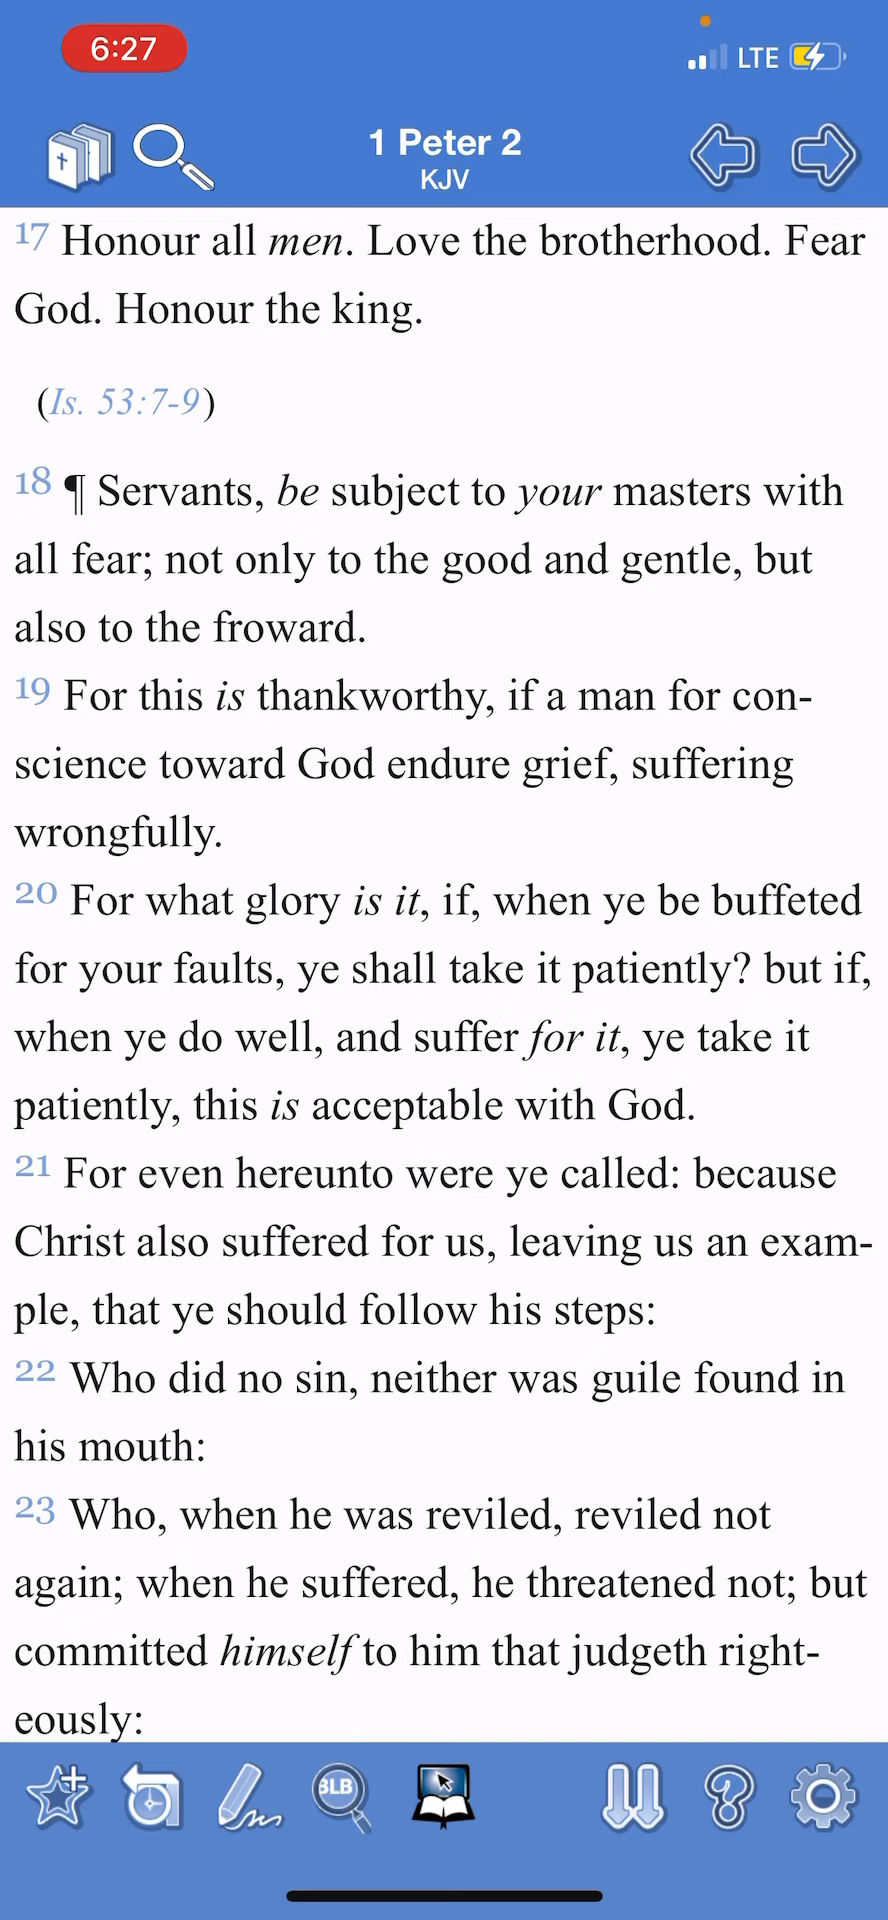 6:27
LTE
1 Peter 2
KJV
17 Honour all men. Love the brotherhood. Fear
God. Honour the king.
(Is. 53:7-9)
18 ¶ Servants, be subject to your masters with
all fear; not only to the good and gentle, but
also to the froward.
19 For this is thankworthy, if a man for con-
science toward God endure grief, suffering
wrongfully.
20 For what glory is it, if, when ye be buffeted
for your faults, ye shall take it patiently? but if,
when ye do well, and suffer for it, ye take it
patiently, this is acceptable with God.
21 For even hereunto were ye called: because
Christ also suffered for us, leaving us an exam-
ple, that ye should follow his steps:
22 Who did no sin, neither was guile found in
his mouth:
23 Who, when he was reviled, reviled not
again; when he suffered, he threatened not; but
committed himself to him that judgeth right-
eously:
BLB